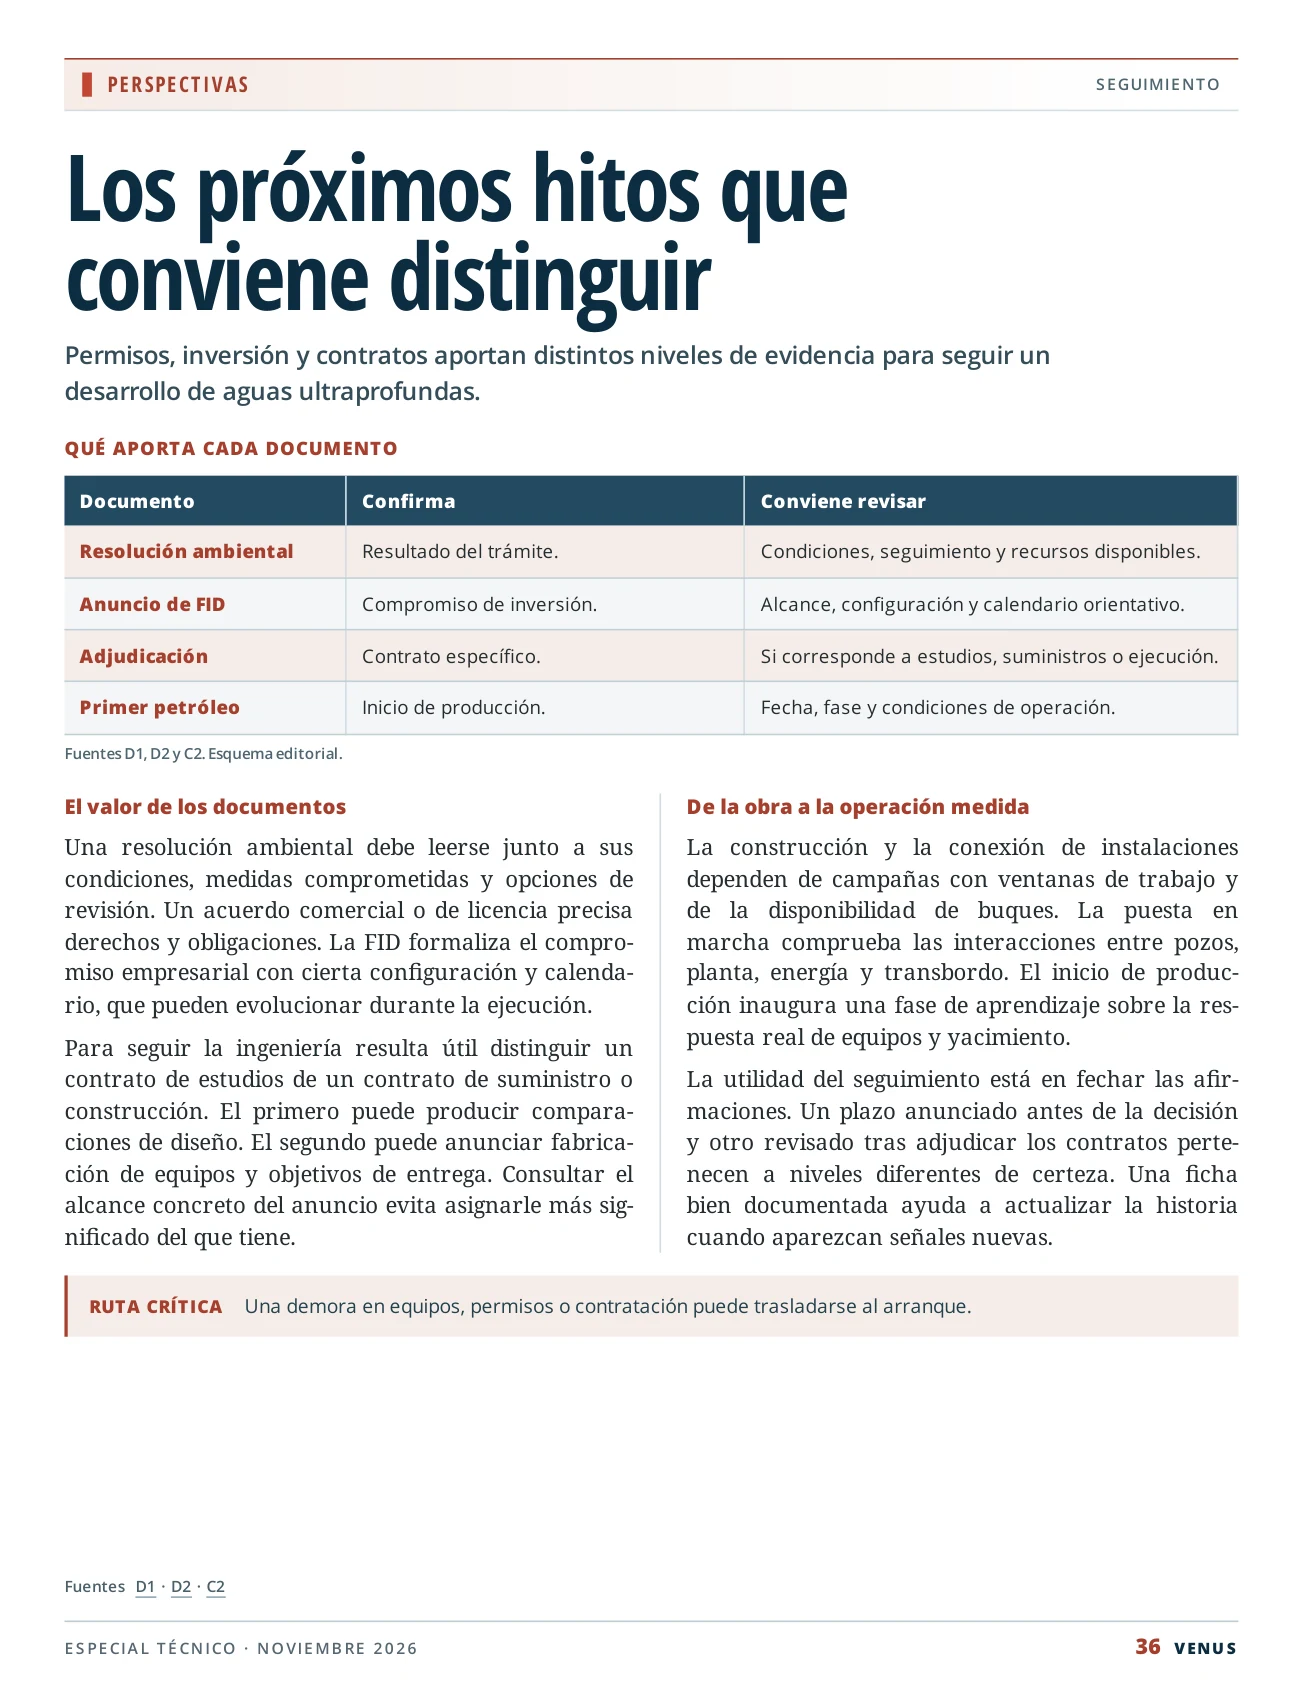 PERSPECTIVAS
SEGUIMIENTO
Los próximos hitos que
conviene distinguir
Permisos, inversión y contratos aportan distintos niveles de evidencia para seguir un
desarrollo de aguas ultraprofundas.
QUÉ APORTA CADA DOCUMENTO
Documento Confirma Conviene revisar
Resolución ambiental Resultado del trámite. Condiciones, seguimiento y recursos disponibles.
Anuncio de FID Compromiso de inversión. Alcance, configuración y calendario orientativo.
Adjudicación Contrato específico. Si corresponde a estudios, suministros o ejecución.
Primer petróleo Inicio de producción. Fecha, fase y condiciones de operación.
Fuentes D1, D2 y C2. Esquema editorial.
El valor de los documentos
Una resolución ambiental debe leerse junto a sus
condiciones, medidas comprometidas y opciones de
revisión. Un acuerdo comercial o de licencia precisa
derechos y obligaciones. La FID formaliza el compro-
miso empresarial con cierta configuración y calenda-
rio, que pueden evolucionar durante la ejecución.
Para seguir la ingeniería resulta útil distinguir un
contrato de estudios de un contrato de suministro o
construcción. El primero puede producir compara-
ciones de diseño. El segundo puede anunciar fabrica-
ción de equipos y objetivos de entrega. Consultar el
alcance concreto del anuncio evita asignarle más sig-
nificado del que tiene.
De la obra a la operación medida
La construcción y la conexión de instalaciones
dependen de campañas con ventanas de trabajo y
de la disponibilidad de buques. La puesta en
marcha comprueba las interacciones entre pozos,
planta, energía y transbordo. El inicio de produc-
ción inaugura una fase de aprendizaje sobre la res-
puesta real de equipos y yacimiento.
La utilidad del seguimiento está en fechar las afir-
maciones. Un plazo anunciado antes de la decisión
y otro revisado tras adjudicar los contratos perte-
necen a niveles diferentes de certeza. Una ficha
bien documentada ayuda a actualizar la historia
cuando aparezcan señales nuevas.
RUTA CRÍTICA Una demora en equipos, permisos o contratación puede trasladarse al arranque.
Fuentes D1 · D2 · C2
ESPECIAL TÉCNICO · NOVIEMBRE 2026
36 VENUS